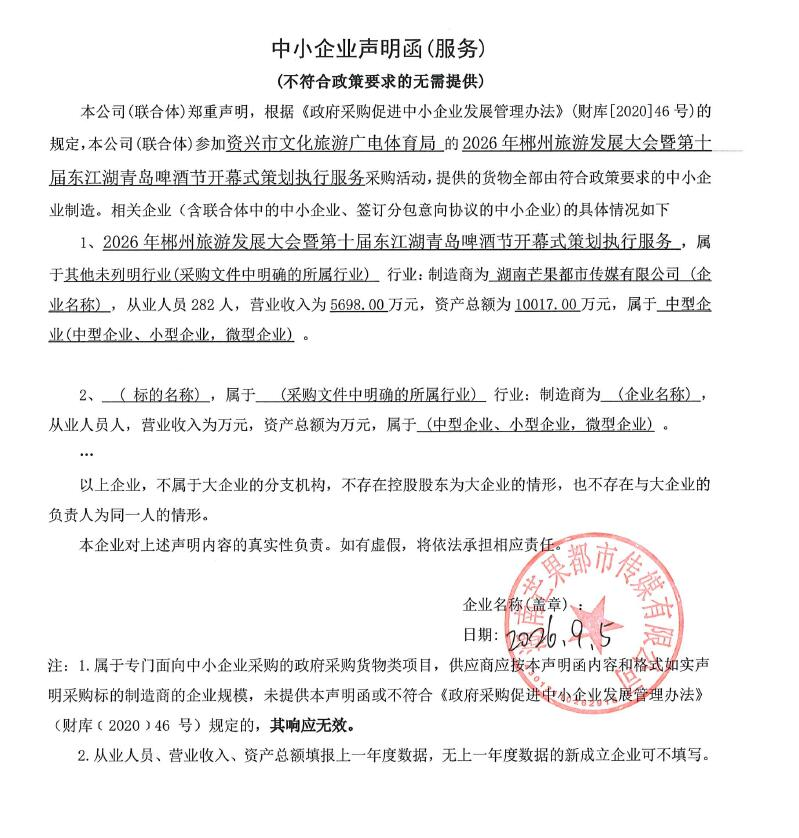 中小企业声明函(服务)
(不符合政策要求的无需提供)
本公司(联合体)郑重声明，根据《政府采购促进中小企业发展管理办法》(财库[2020]46 号)的
规定,本公司(联合体)参加资兴市文化旅游广电体育局 的 2026 年郴州旅游发展大会暨第十
届东江湖青岛啤酒节开幕式策划执行服务采购活动,提供的货物全部由符合政策要求的中小企
业制造。相关企业（含联合体中的中小企业、签订分包意向协议的中小企业)的具体情况如下
1、2026 年郴州旅游发展大会暨第十届东江湖青岛啤酒节开幕式策划执行服务 ，属
于其他未列明行业(采购文件中明确的所属行业) 行业：制造商为 湖南芒果都市传媒有限公司 (企
业名称) ，从业人员 282 人，营业收入为 5698.00 万元，资产总额为 10017.00 万元，属于 中型企
业(中型企业、小型企业，微型企业) 。
2、 ( 标的名称) ，属于 (采购文件中明确的所属行业) 行业：制造商为 (企业名称) ，
从业人员人，营业收入为万元，资产总额为万元，属于 (中型企业、小型企业，微型企业) 。
…
以上企业，不属于大企业的分支机构，不存在控股股东为大企业的情形，也不存在与大企业的
负责人为同一人的情形。
本企业对上述声明内容的真实性负责。如有虚假，将依法承担相应责任。
企业名称(盖章) ：
湖南芒果都市传媒有限公司
日期: 2026.9.5
注：1.属于专门面向中小企业采购的政府采购货物类项目，供应商应按本声明函内容和格式如实声
明采购标的制造商的企业规模，未提供本声明函或不符合《政府采购促进中小企业发展管理办法》
（财库﹝2020﹞46 号）规定的，其响应无效。
2.从业人员、营业收入、资产总额填报上一年度数据，无上一年度数据的新成立企业可不填写。